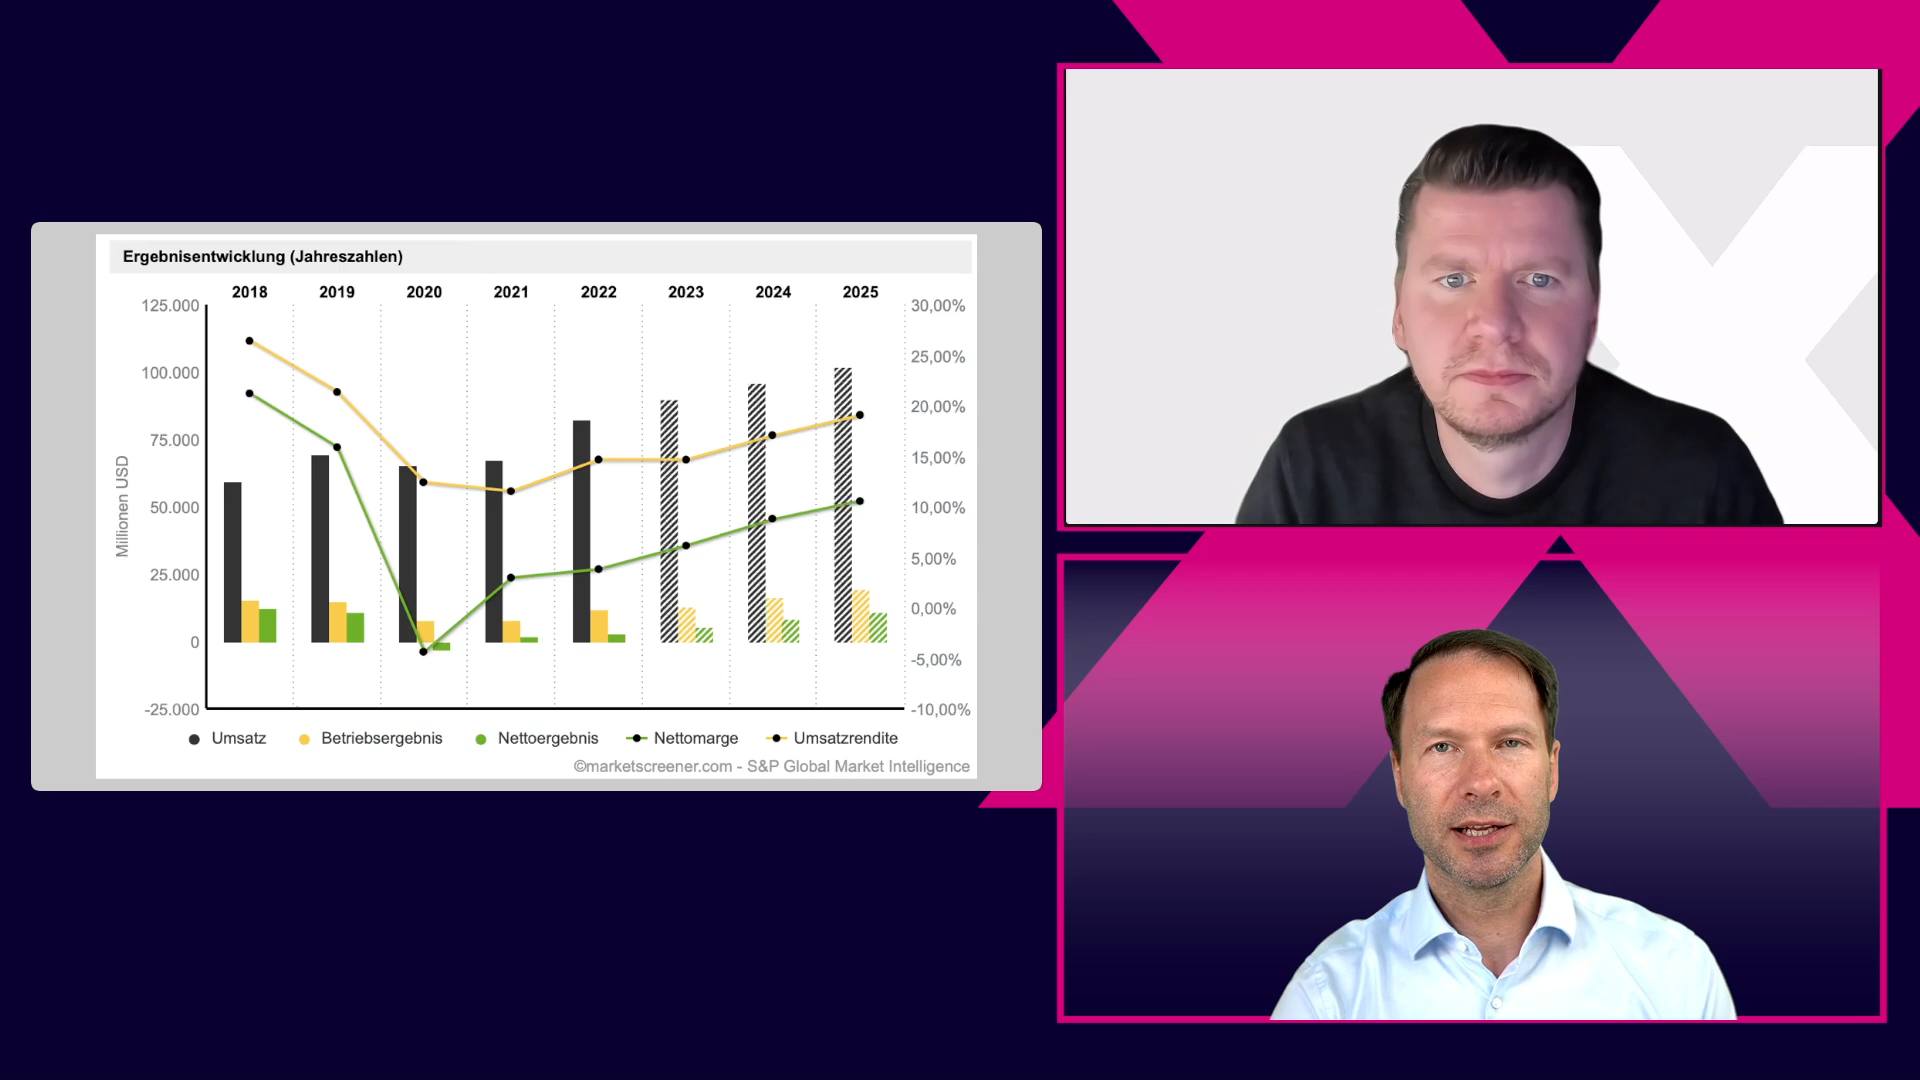 Ergebnisentwicklung (Jahreszahlen)
2018 2019 2020 2021 2022 2023 2024 2025
125.000 30,00%
25,00%
100.000
20,00%
75.000
15,00%
Millionen USD
50.000 10,00%
5,00%
25.000
0,00%
0
-5,00%
-25.000 -10,00%
Umsatz Betriebsergebnis Nettoergebnis Nettomarge Umsatzrendite
©marketscreener.com - S&P Global Market Intelligence